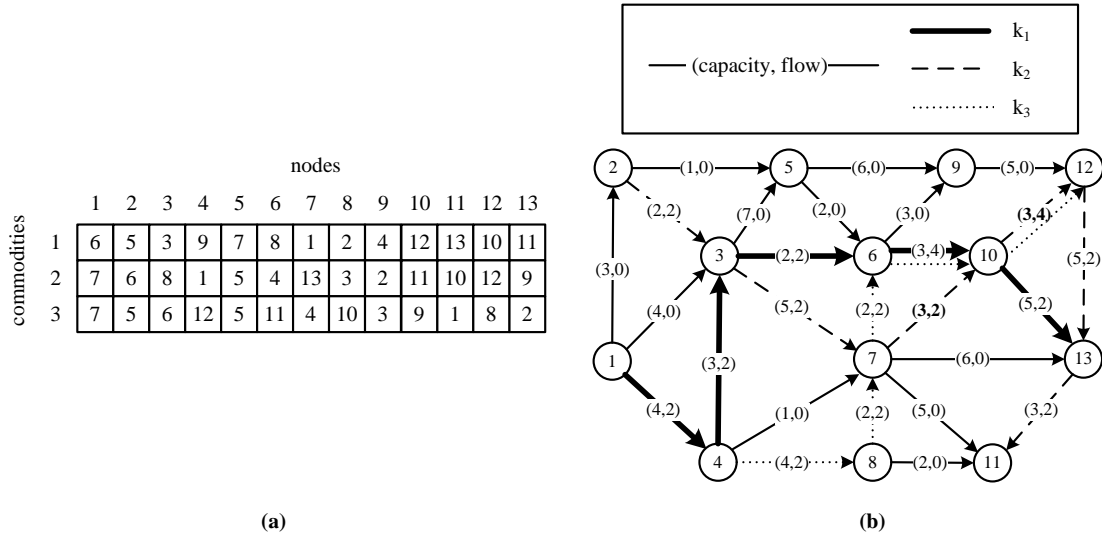 (capacity, flow)
k₁
k₂
k₃
nodes
1 2 3 4 5 6 7 8 9 10 11 12 13
commodities
1 6 5 3 9 7 8 1 2 4 12 13 10 11
2 7 6 8 1 5 4 13 3 2 11 10 12 9
3 7 5 6 12 5 11 4 10 3 9 1 8 2
2 (1,0) 5 (6,0) 9 (5,0) 12
(2,2) (7,0) (2,0) (3,0) (3,4)
(3,0) 3 (2,2) 6 (3,4) 10 (5,2)
(4,0) (5,2) (2,2) (3,2) (5,2)
1 (3,2) 7 (6,0) 13
(4,2) (1,0) (2,2) (5,0) (3,2)
4 (4,2) 8 (2,0) 11
(a) (b)